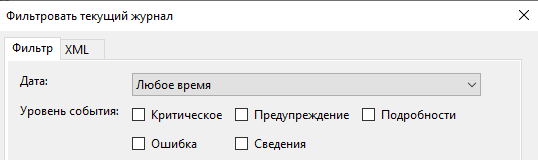 Фильтровать текущий журнал
Фильтр XML
Дата: Любое время
Уровень события: Критическое Предупреждение Подробности
Ошибка Сведения